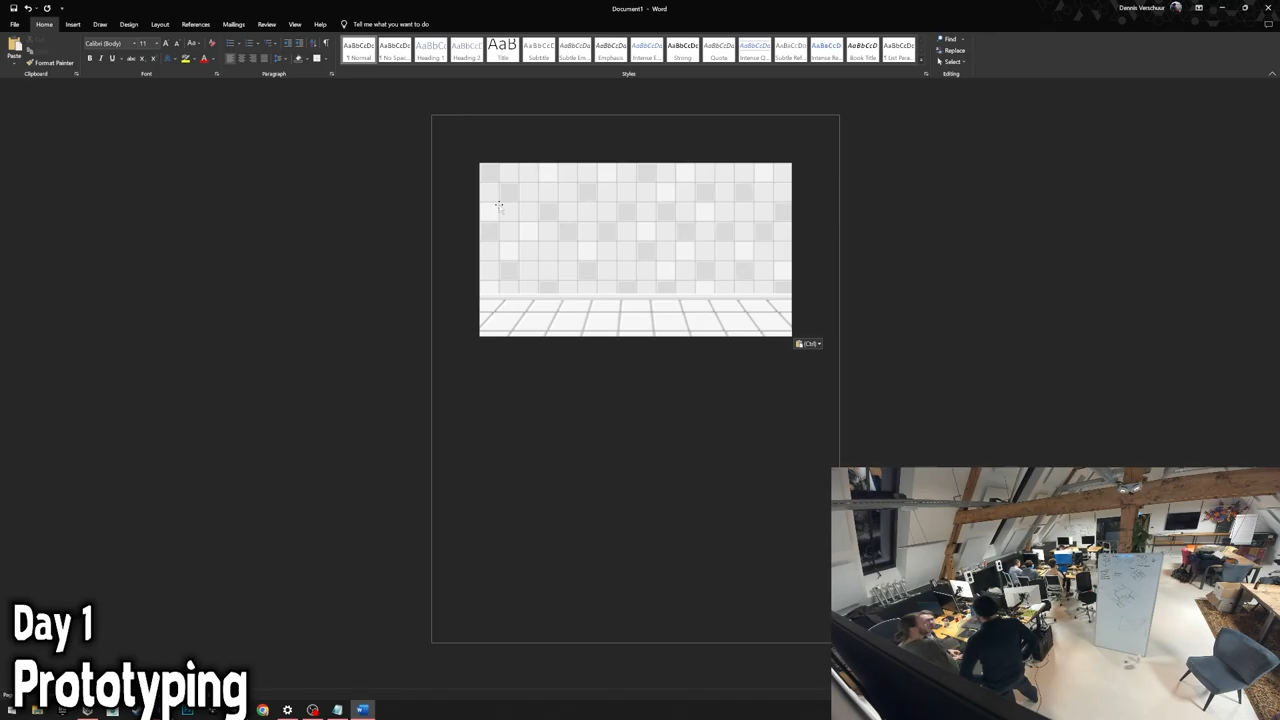 Document1 - Word
Dennis Verschuur
File Home Insert Draw Design Layout References Mailings Review View Help Tell me what you want to do
Paste
Format Painter
Calibri (Body) 11
B I U
AaBbCcDc AaBbCcDc AaBbCc AaBbCc AaB AaBbCc AaBbCcDc AaBbCcDc AaBbCcDc AaBbCcDc AaBbCcDc AaBbCcDc AaBbCcDc AaBbCcDc AaBbCcDc AaBbCcDc
¶ Normal ¶ No Spac... Heading 1 Heading 2 Title Subtitle Subtle Em... Emphasis Intense E... Strong Quote Intense Q... Subtle Ref... Intense Re... Book Title ¶ List Para...
Find
Replace
Select
Clipboard Font Paragraph Styles Editing
(Ctrl)
Day 1
Prototyping